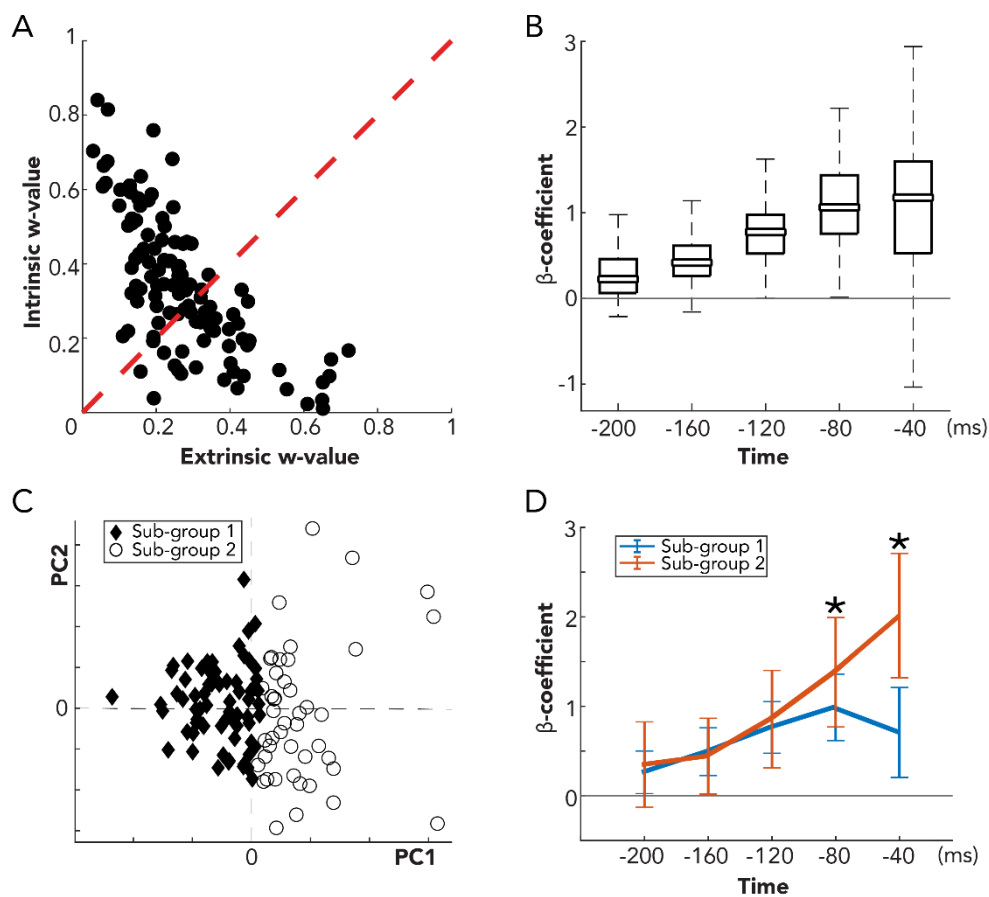 A
1
0.8
0.6
0.4
0.2
0 0.2 0.4 0.6 0.8 1
Intrinsic w-value
Extrinsic w-value
B
3
2
1
0
-1
-200 -160 -120 -80 -40 (ms)
β-coefficient
Time
C
Sub-group 1
Sub-group 2
PC2
0
0
PC1
D
3
2
1
0
Sub-group 1
Sub-group 2
*
*
β-coefficient
-200 -160 -120 -80 -40 (ms)
Time